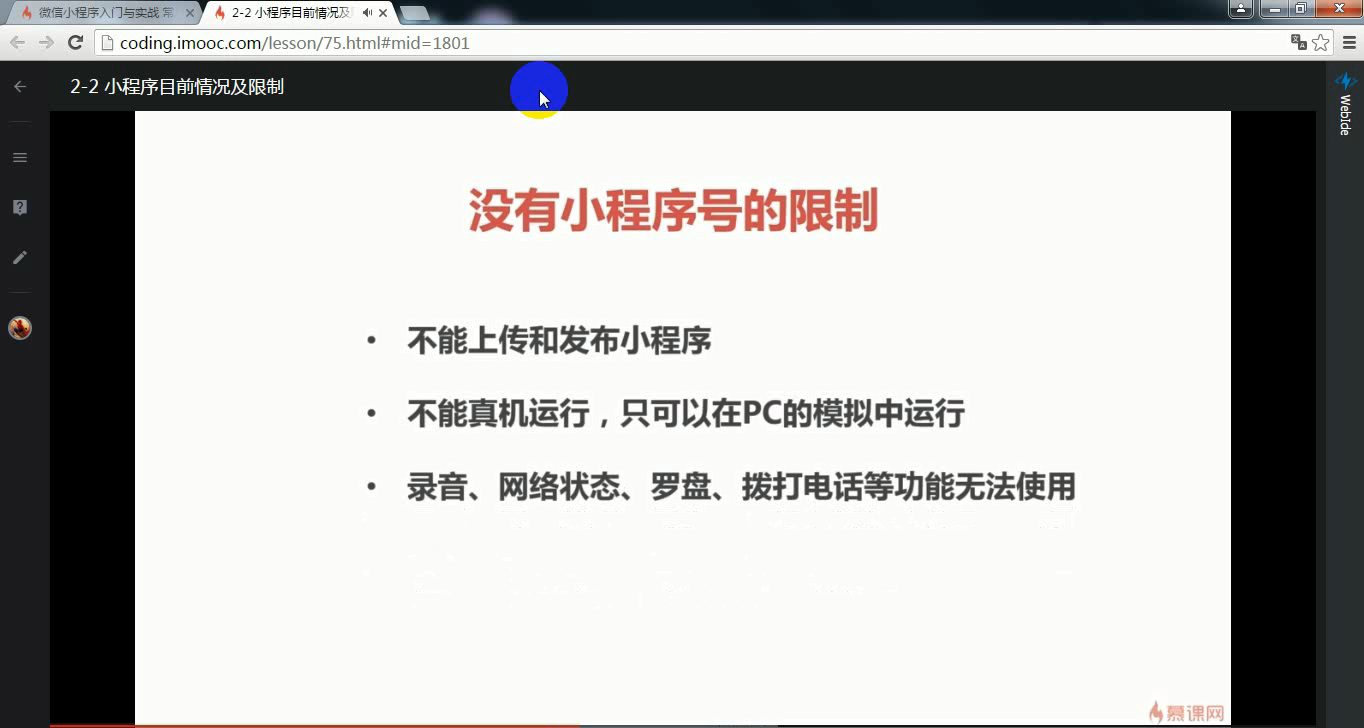 微信小程序入门与实战 常
2-2 小程序目前情况及
coding.imooc.com/lesson/75.html#mid=1801
2-2 小程序目前情况及限制
WebIde
没有小程序号的限制
• 不能上传和发布小程序
• 不能真机运行，只可以在PC的模拟中运行
• 录音、网络状态、罗盘、拨打电话等功能无法使用
慕课网